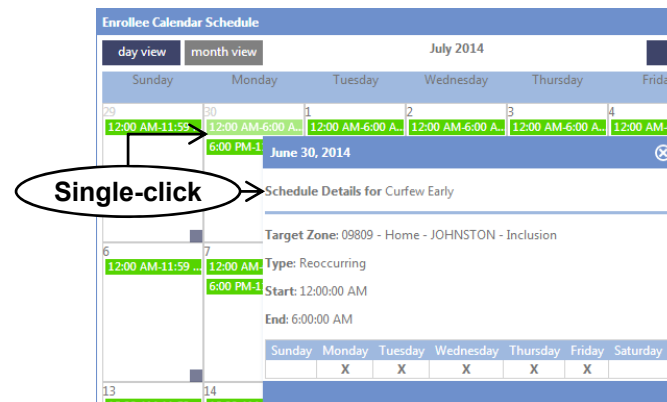 Enrollee Calendar Schedule
day view month view July 2014
Sunday Monday Tuesday Wednesday Thursday Frida
29 30 1 2 3 4
12:00 AM-11:59 12:00 AM-6:00 A... 12:00 AM-6:00 A... 12:00 AM-6:00 A... 12:00 AM-6:00 A... 12:00 AM-
6:00 PM-1
June 30, 2014
Single-click
Schedule Details for Curfew Early
Target Zone: 09809 - Home - JOHNSTON - Inclusion
6 7
12:00 AM-11:59 ... 12:00 AM-
Type: Reoccurring
6:00 PM-1
Start: 12:00:00 AM
End: 6:00:00 AM
Sunday Monday Tuesday Wednesday Thursday Friday Saturday
X X X X X
13 14